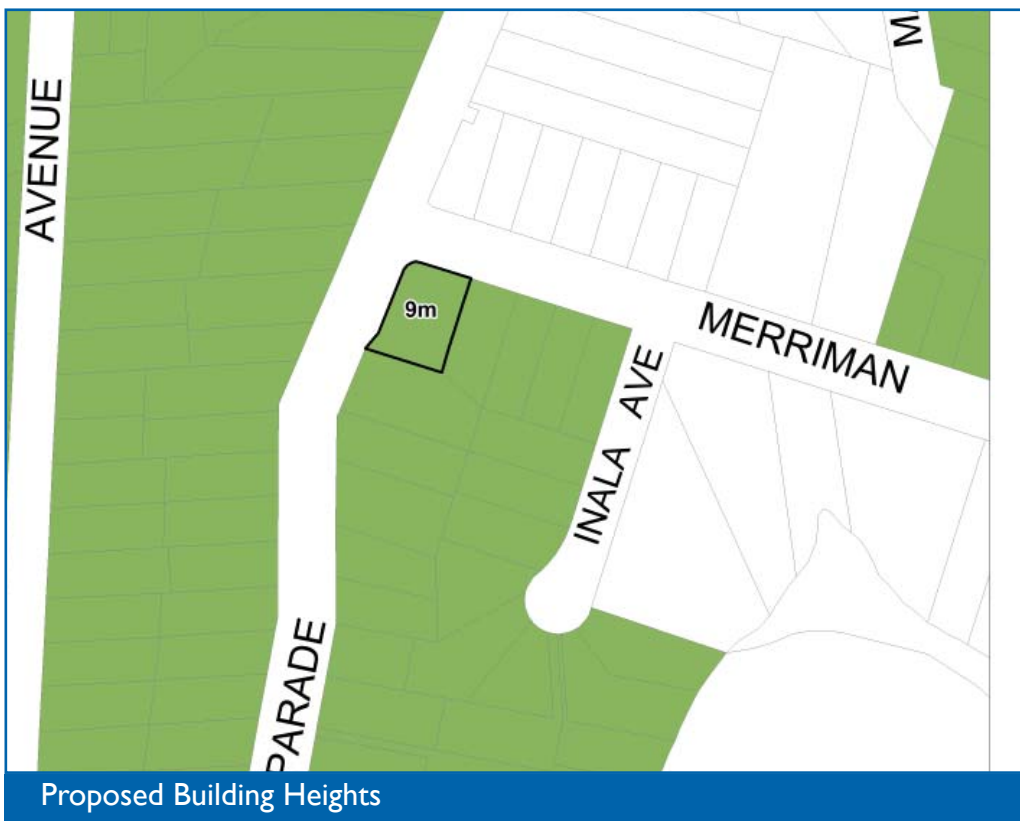 M
AVENUE
9m
MERRIMAN
INALA AVE
PARADE
Proposed Building Heights